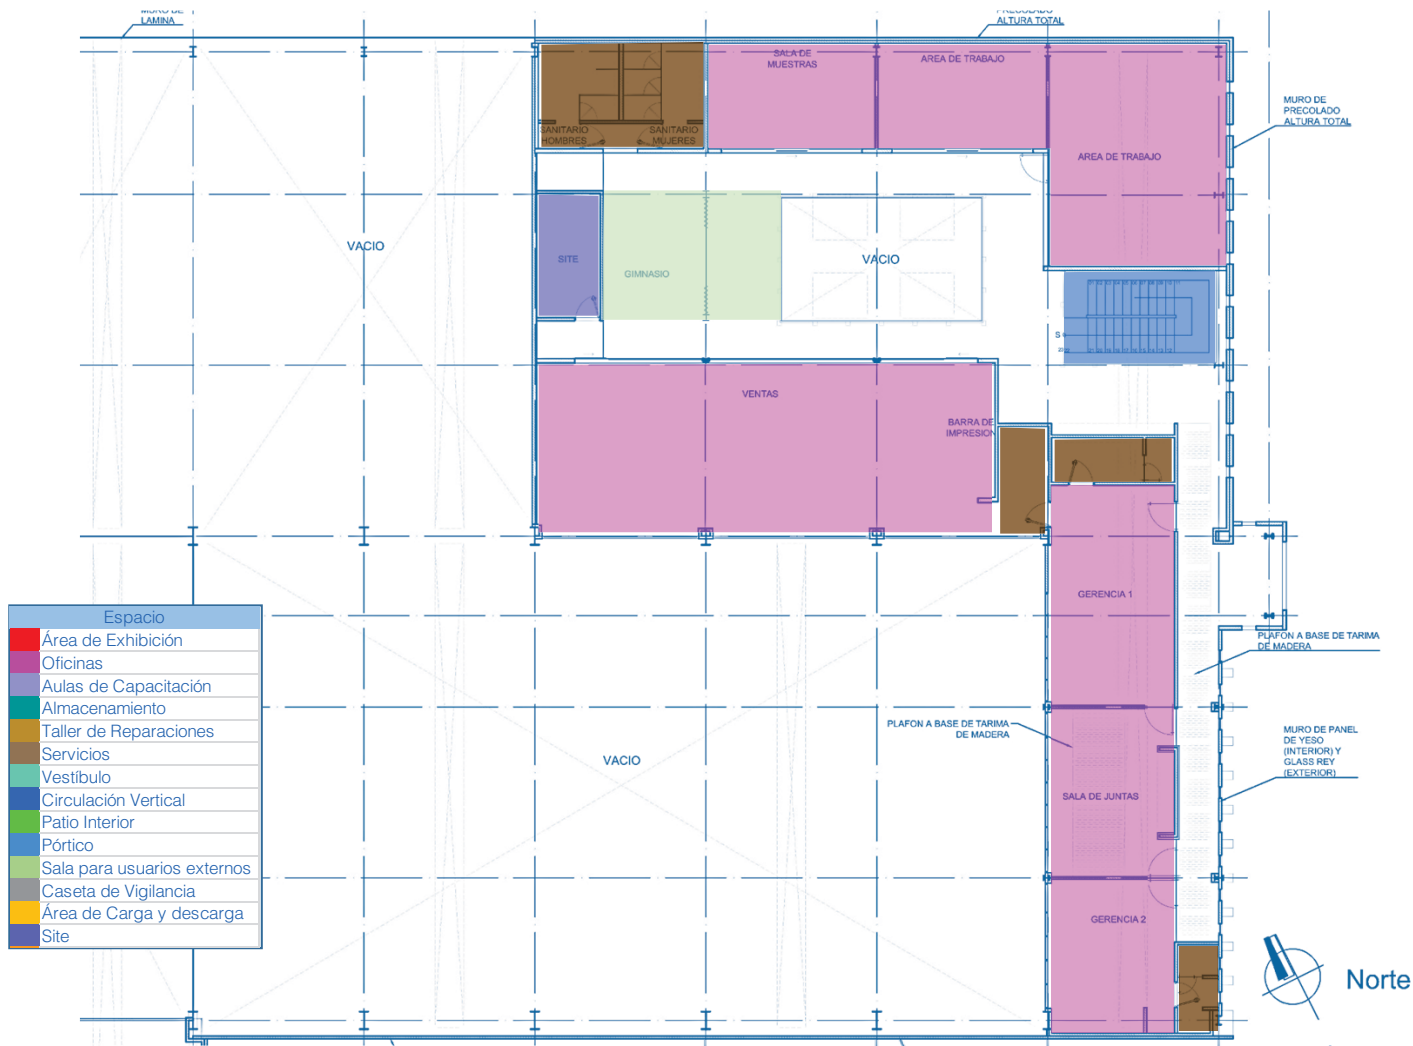 MURO DE
LAMINA
PRECOLADO
ALTURA TOTAL
SALA DE
MUESTRAS
AREA DE TRABAJO
MURO DE
PRECOLADO
ALTURA TOTAL
SANITARIO
HOMBRES
SANITARIO
MUJERES
AREA DE TRABAJO
VACIO
SITE
GIMNASIO
VACIO
S
VENTAS
BARRA DE
IMPRESION
GERENCIA 1
PLAFON A BASE DE TARIMA
DE MADERA
PLAFON A BASE DE TARIMA
DE MADERA
MURO DE PANEL
DE YESO
(INTERIOR) Y
GLASS REY
(EXTERIOR)
VACIO
SALA DE JUNTAS
GERENCIA 2
Norte
Espacio
Área de Exhibición
Oficinas
Aulas de Capacitación
Almacenamiento
Taller de Reparaciones
Servicios
Vestíbulo
Circulación Vertical
Patio Interior
Pórtico
Sala para usuarios externos
Caseta de Vigilancia
Área de Carga y descarga
Site